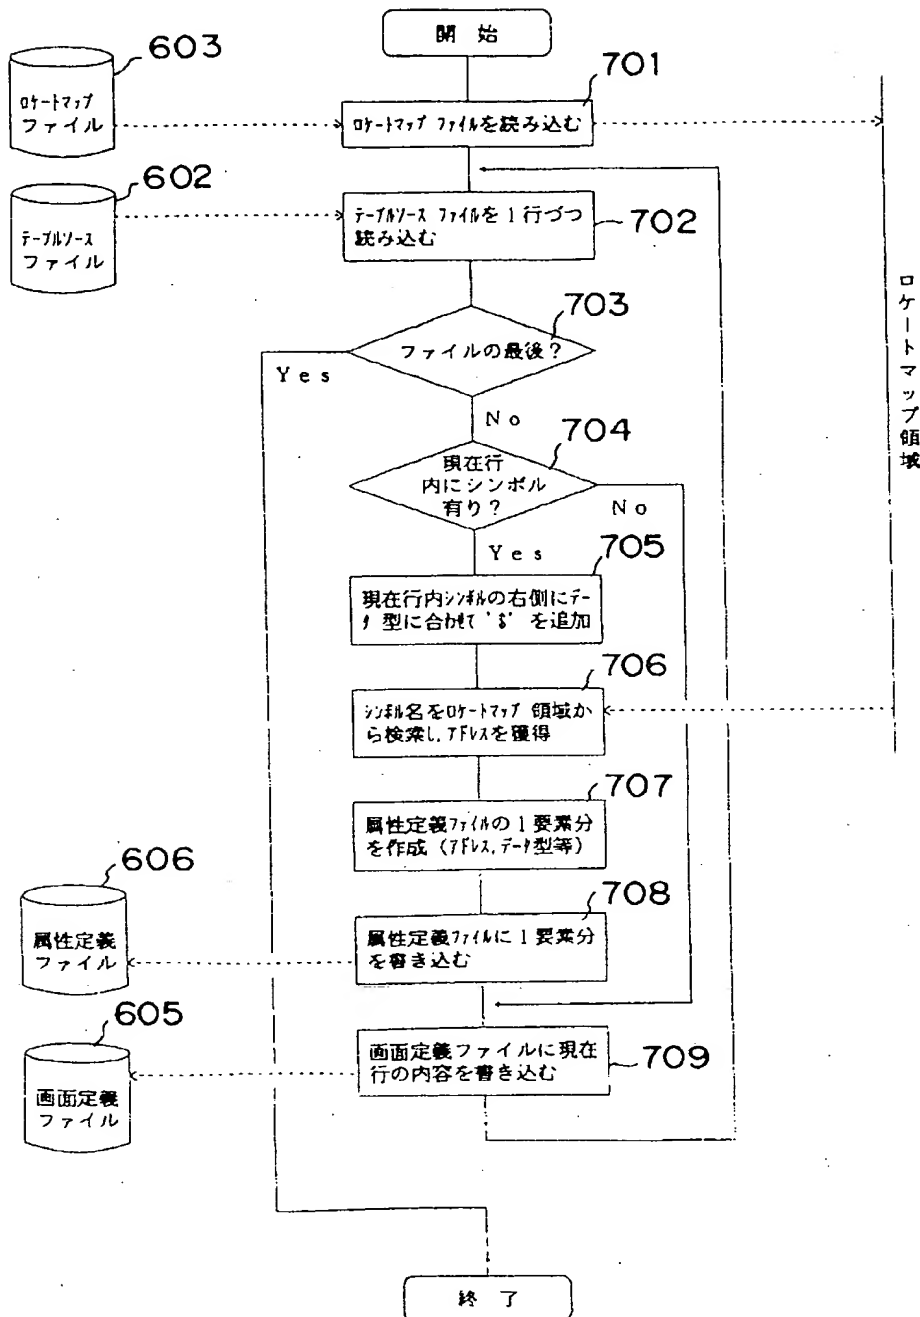 開 始
603
ロケートマップ
ファイル
701
ロケートマップ ファイルを読み込む
602
テーブルソース
ファイル
テーブルソース ファイルを1行づつ
読み込む
702
703
ファイルの最後?
Yes
No
704
現在行
内にシンボル
有り?
No
Yes
705
現在行内シンボルの右側にデー
タ型に合わせて '$' を追加
706
シンボル名をロケートマップ 領域か
ら検索し,アドレスを獲得
707
属性定義ファイルの1要素分
を作成 (アドレス,データ型等)
606
属性定義
ファイル
708
属性定義ファイルに1要素分
を書き込む
605
画面定義
ファイル
画面定義ファイルに現在
行の内容を書き込む
709
終 了
ロケートマップ領域